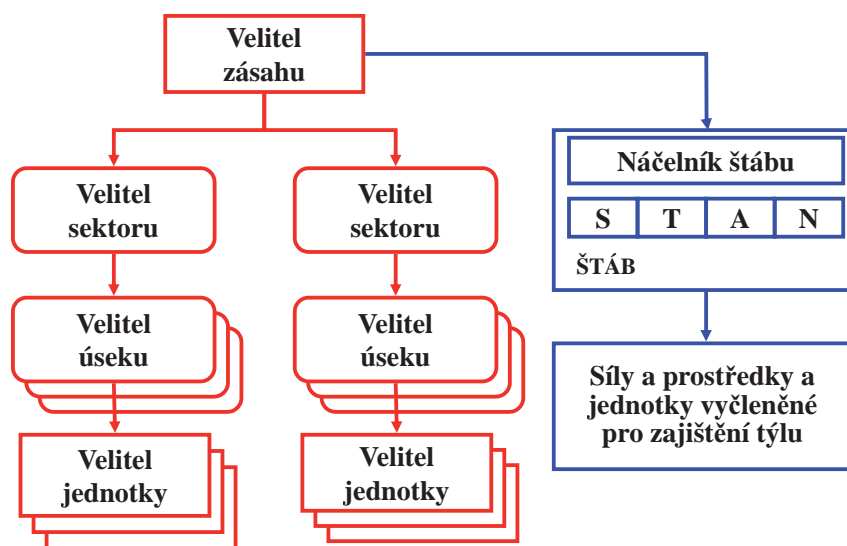 Velitel
zásahu
Náčelník štábu
S T A N
ŠTÁB
Velitel
sektoru
Velitel
sektoru
Velitel
úseku
Velitel
úseku
Síly a prostředky a
jednotky vyčleněné
pro zajištění týlu
Velitel
jednotky
Velitel
jednotky